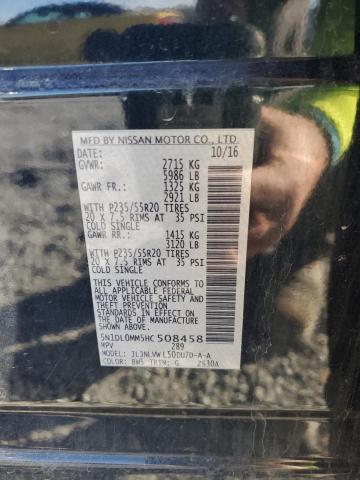 MFD BY NISSAN MOTOR CO., LTD.
DATE: 10/16
GVWR: 2715 KG
5986 LB
GAWR FR: 1325 KG
2921 LB
WITH P235/55R20 TIRES
20 X 7.5 RIMS AT 35 PSI
COLD SINGLE
GAWR RR: 1415 KG
3120 LB
WITH P235/55R20 TIRES
20 X 7.5 RIMS AT 35 PSI
COLD SINGLE
THIS VEHICLE CONFORMS TO
ALL APPLICABLE FEDERAL
MOTOR VEHICLE SAFETY AND
THEFT PREVENTION
STANDARDS IN EFFECT ON
THE DATE OF MANUFACTURE
SHOWN ABOVE.
5N1DL0MM5HC508458
MPV 289
MODEL: JLJNLVWL50DU7D-A-A
COLOR: BW5 TRIM: G 2530A